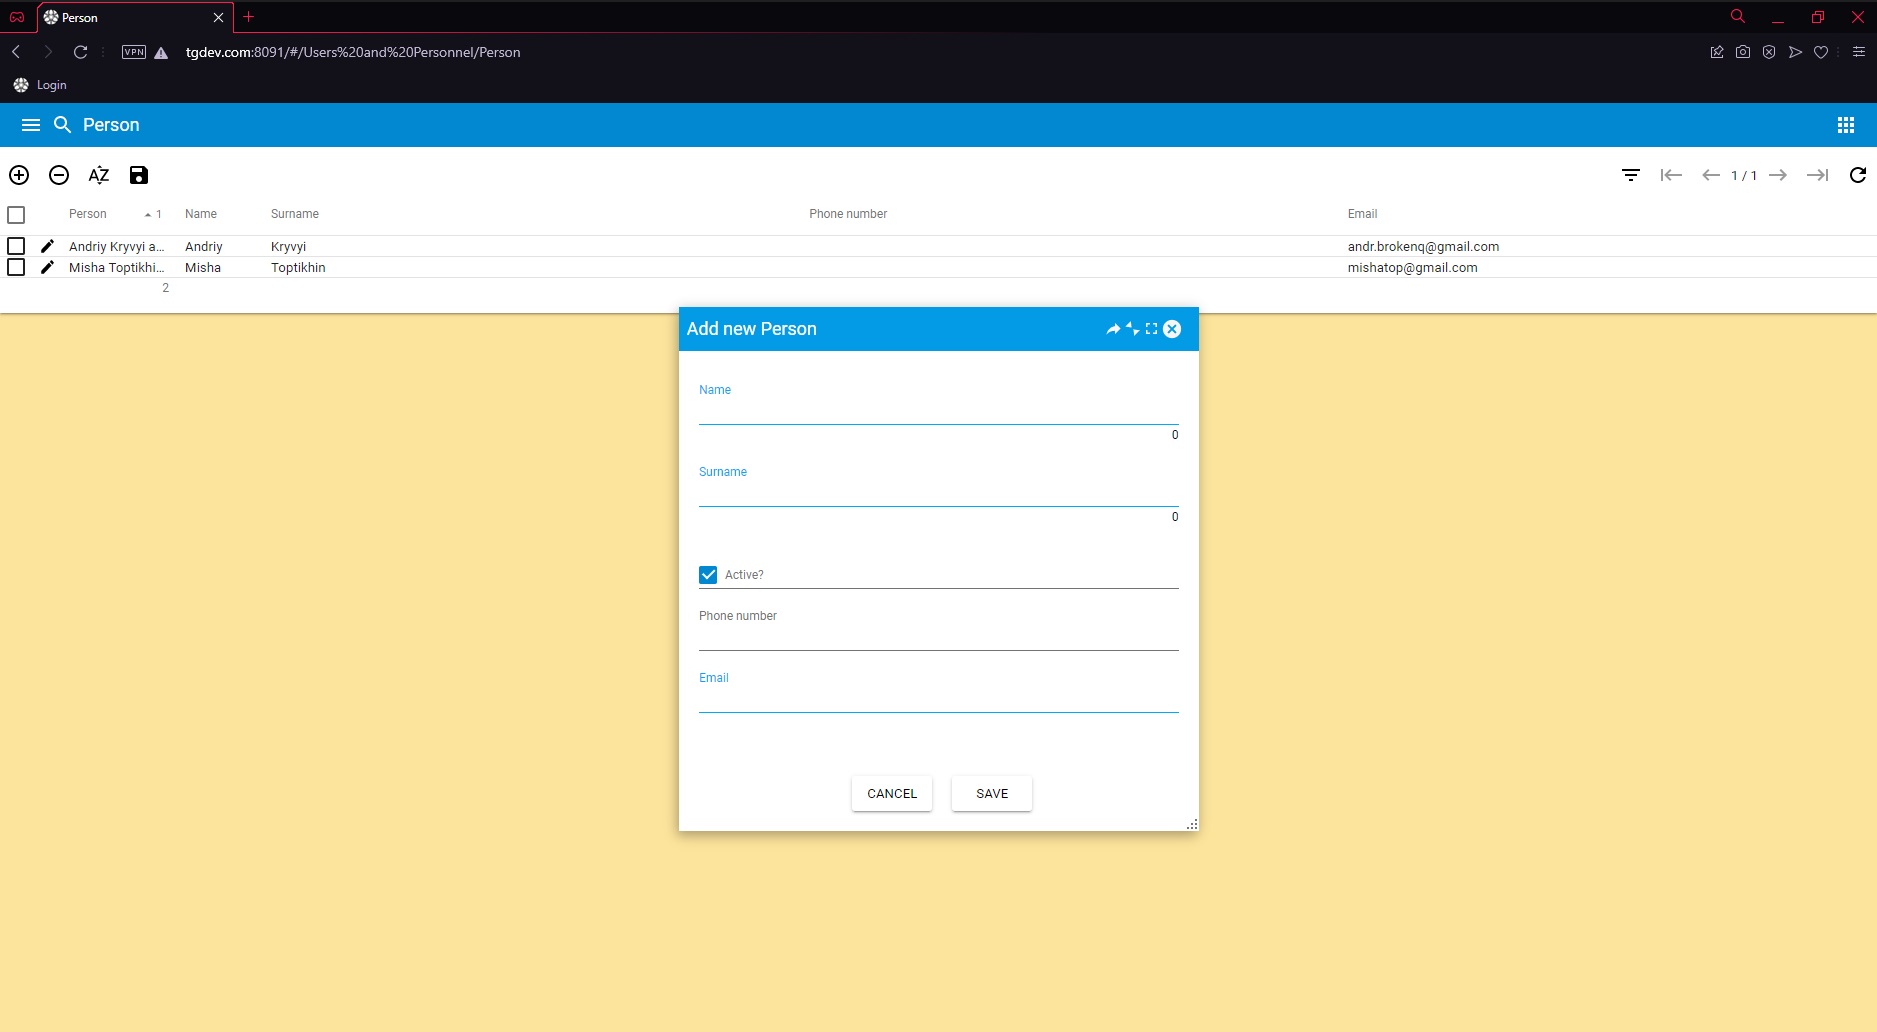 Person
VPN
tgdev.com:8091/#/Users%20and%20Personnel/Person
Login
Person
AZ
1 / 1
Person 1 Name Surname Phone number Email
Andriy Kryvyi a... Andriy Kryvyi andr.brokenq@gmail.com
Misha Toptikhi... Misha Toptikhin mishatop@gmail.com
2
Add new Person
Name
0
Surname
0
Active?
Phone number
Email
CANCEL SAVE